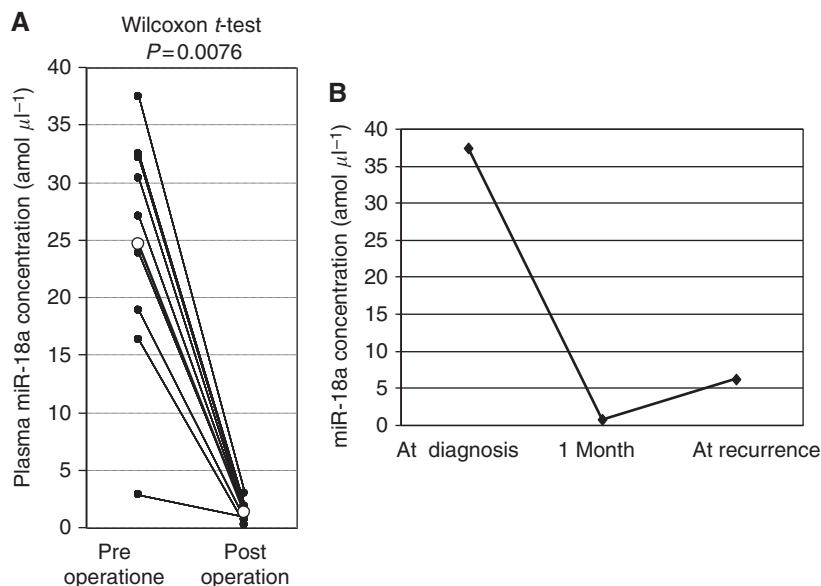 A
Wilcoxon t-test
P=0.0076
Plasma miR-18a concentration (amol μl–1)
40
35
30
25
20
15
10
5
0
Pre
operatione
Post
operation
B
miR-18a concentration (amol μl–1)
40
35
30
25
20
15
10
5
0
At diagnosis
1 Month
At recurrence